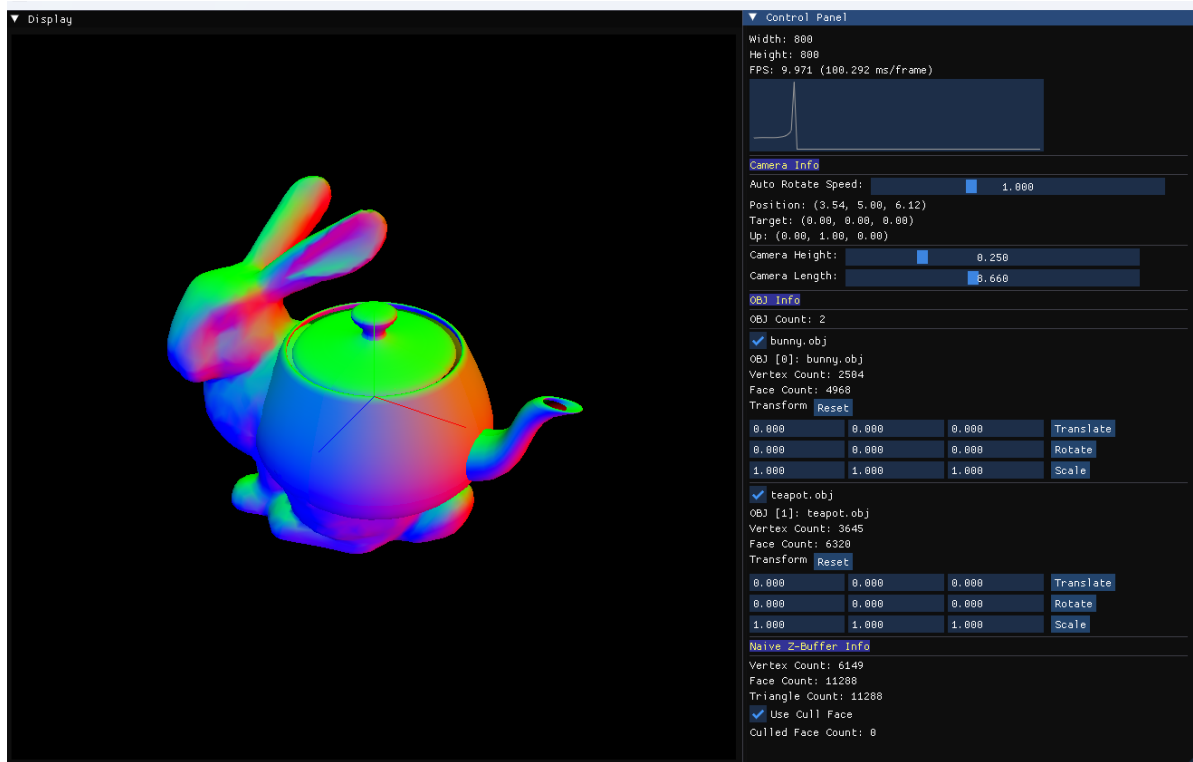 Display
Control Panel
Width: 800
Height: 800
FPS: 9.971 (100.292 ms/frame)
Camera Info
Auto Rotate Speed: 1.000
Position: (3.54, 5.00, 6.12)
Target: (0.00, 0.00, 0.00)
Up: (0.00, 1.00, 0.00)
Camera Height: 0.250
Camera Length: 8.660
OBJ Info
OBJ Count: 2
bunny.obj
OBJ [0]: bunny.obj
Vertex Count: 2504
Face Count: 4968
Transform Reset
0.000 0.000 0.000 Translate
0.000 0.000 0.000 Rotate
1.000 1.000 1.000 Scale
teapot.obj
OBJ [1]: teapot.obj
Vertex Count: 3645
Face Count: 6320
Transform Reset
0.000 0.000 0.000 Translate
0.000 0.000 0.000 Rotate
1.000 1.000 1.000 Scale
Naive Z-Buffer Info
Vertex Count: 6149
Face Count: 11288
Triangle Count: 11288
Use Cull Face
Culled Face Count: 0